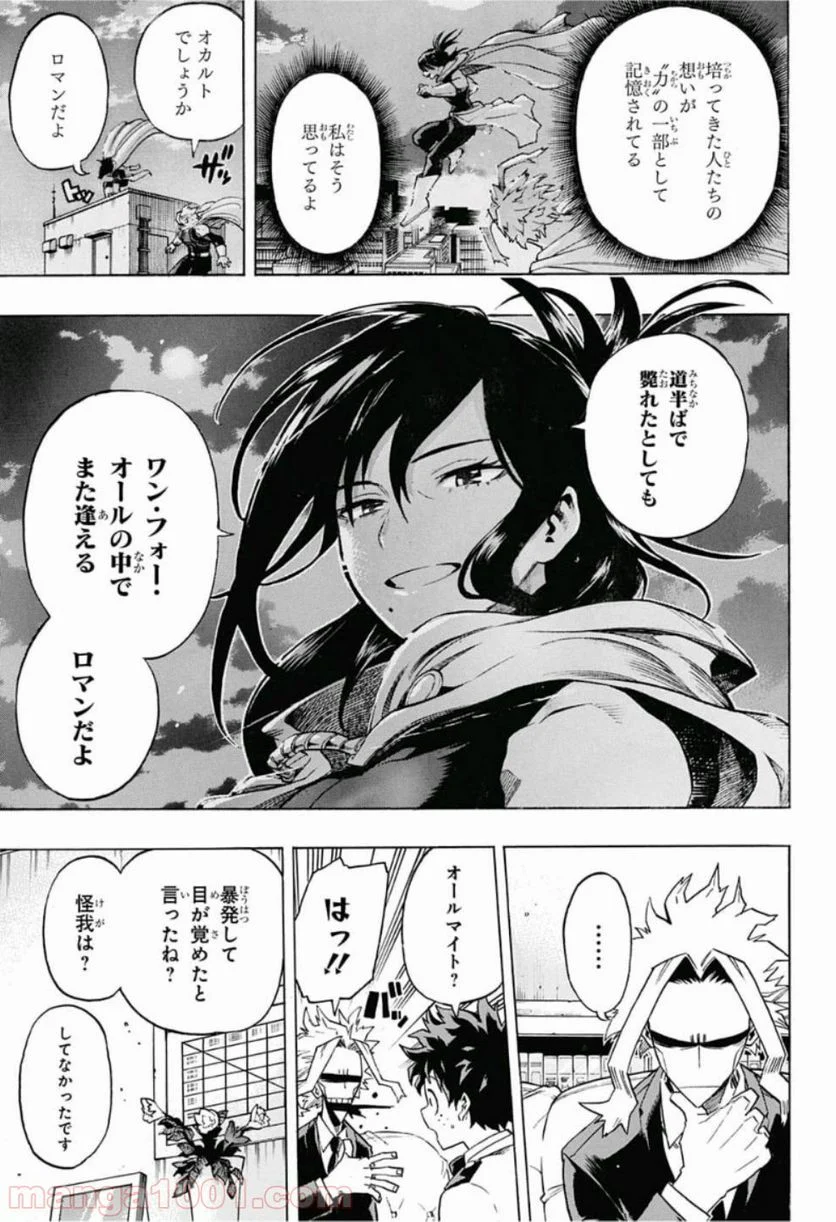 培ってきた人たちの
想いが
〝力〟の一部として
記憶されてる
私はそう
思ってるよ
オカルト
でしょうか
ザッ
トッ
ロマンだよ
道半ばで
斃れたとしても
ワン・フォー・
オールの中で
また逢える
ロマンだよ
……
オールマイト?
はっ!!
暴発して
目が覚めたと
言ったね?
怪我は?
してなかったです
manga1001.com